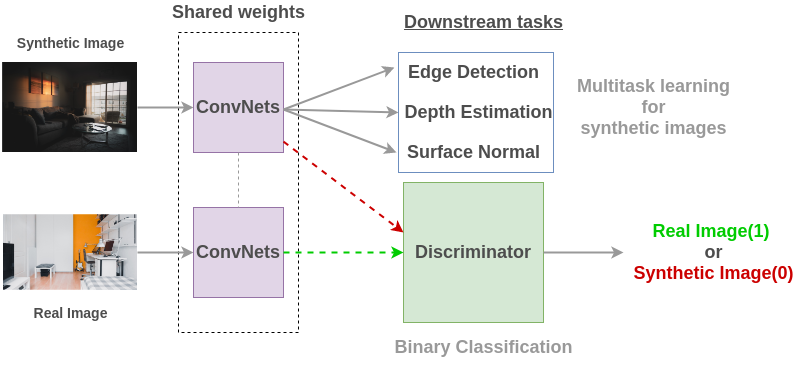 Shared weights
Downstream tasks
Synthetic Image
ConvNets
Edge Detection
Depth Estimation
Surface Normal
Multitask learning
for
synthetic images
ConvNets
Discriminator
Real Image(1)
or
Synthetic Image(0)
Real Image
Binary Classification